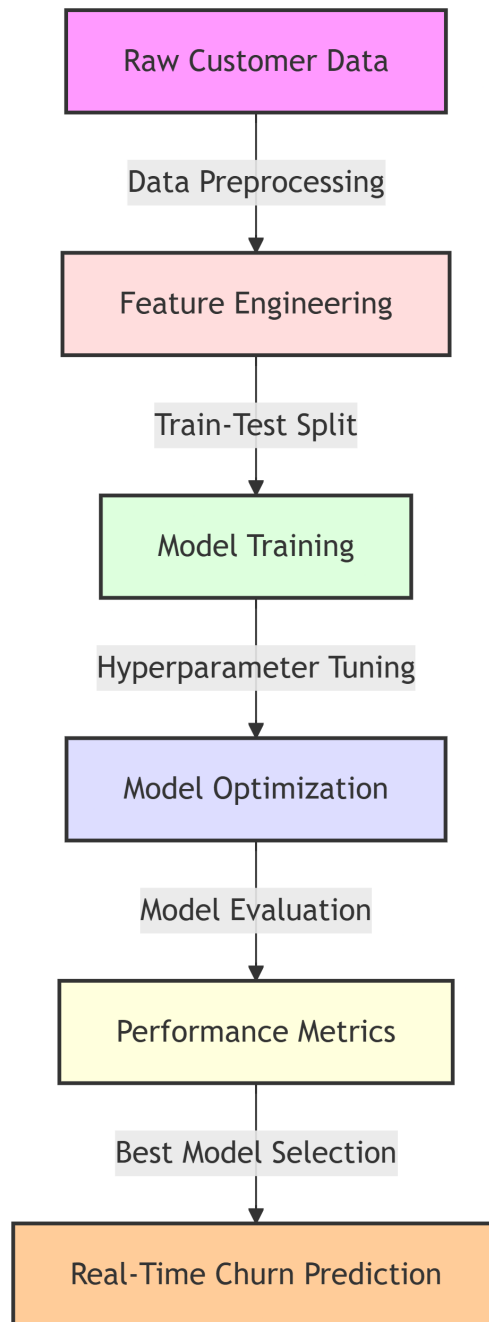 Raw Customer Data
Data Preprocessing
Feature Engineering
Train-Test Split
Model Training
Hyperparameter Tuning
Model Optimization
Model Evaluation
Performance Metrics
Best Model Selection
Real-Time Churn Prediction